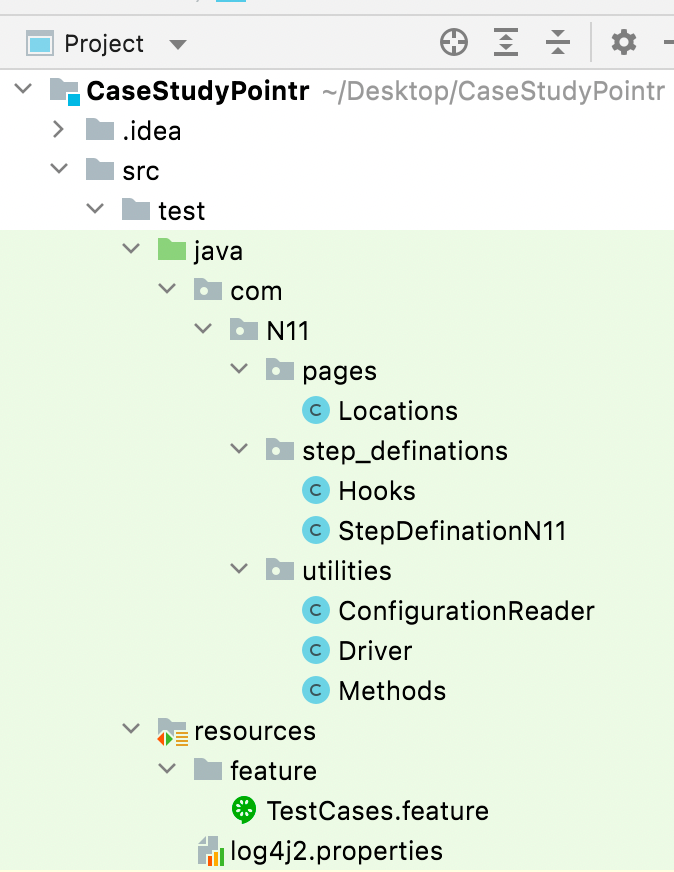 Project
CaseStudyPointr ~/Desktop/CaseStudyPointr
.idea
src
test
java
com
N11
pages
C Locations
step_definations
C Hooks
C StepDefinationN11
utilities
C ConfigurationReader
C Driver
C Methods
resources
feature
TestCases.feature
log4j2.properties